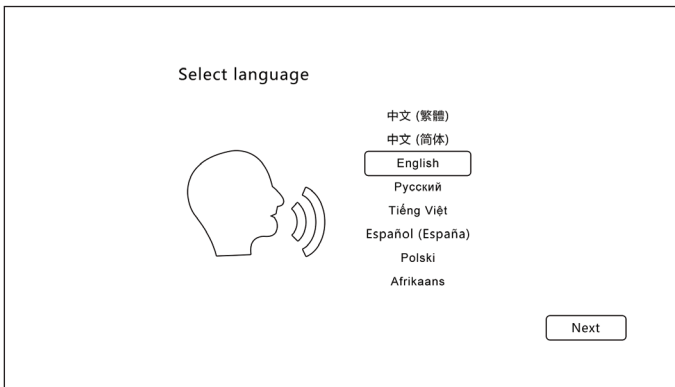 Select language
中文 (繁體)
中文 (简体)
English
Русский
Tiếng Việt
Español (España)
Polski
Afrikaans
Next